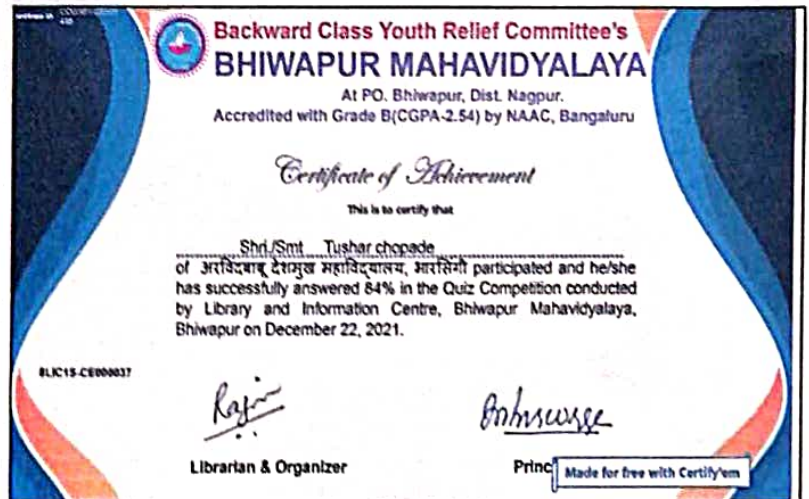 Backward Class Youth Relief Committee's
BHIWAPUR MAHAVIDYALAYA
At PO. Bhiwapur, Dist. Nagpur.
Accredited with Grade B(CGPA-2.54) by NAAC, Bangaluru
Certificate of Achievement
This is to certify that
Shri./Smt Tushar chopade
of अरविंदबाबू देशमुख महाविद्यालय, भारसिंगी participated and he/she
has successfully answered 84% in the Quiz Competition conducted
by Library and Information Centre, Bhiwapur Mahavidyalaya,
Bhiwapur on December 22, 2021.
BLIC15-CE000037
Librarian & Organizer
Princ
Made for free with Certify'em